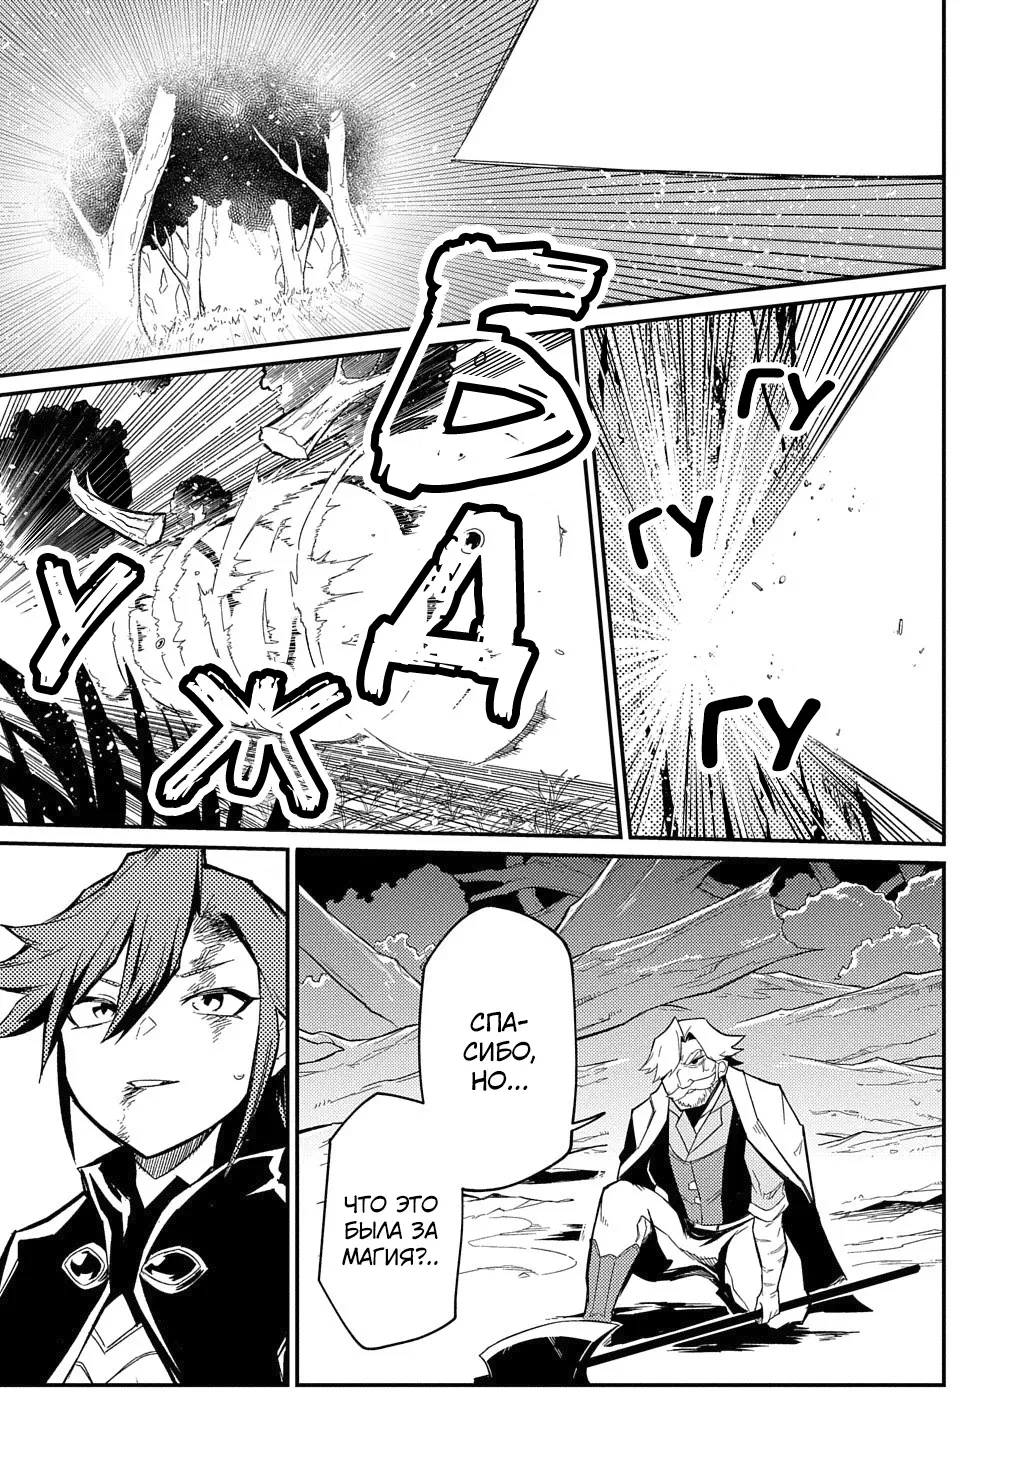 ГУ
ГУ
ГУ
Б
Д
У
Ж
СПА-
СИБО,
НО...
ЧТО ЭТО
БЫЛА ЗА
МАГИЯ?..